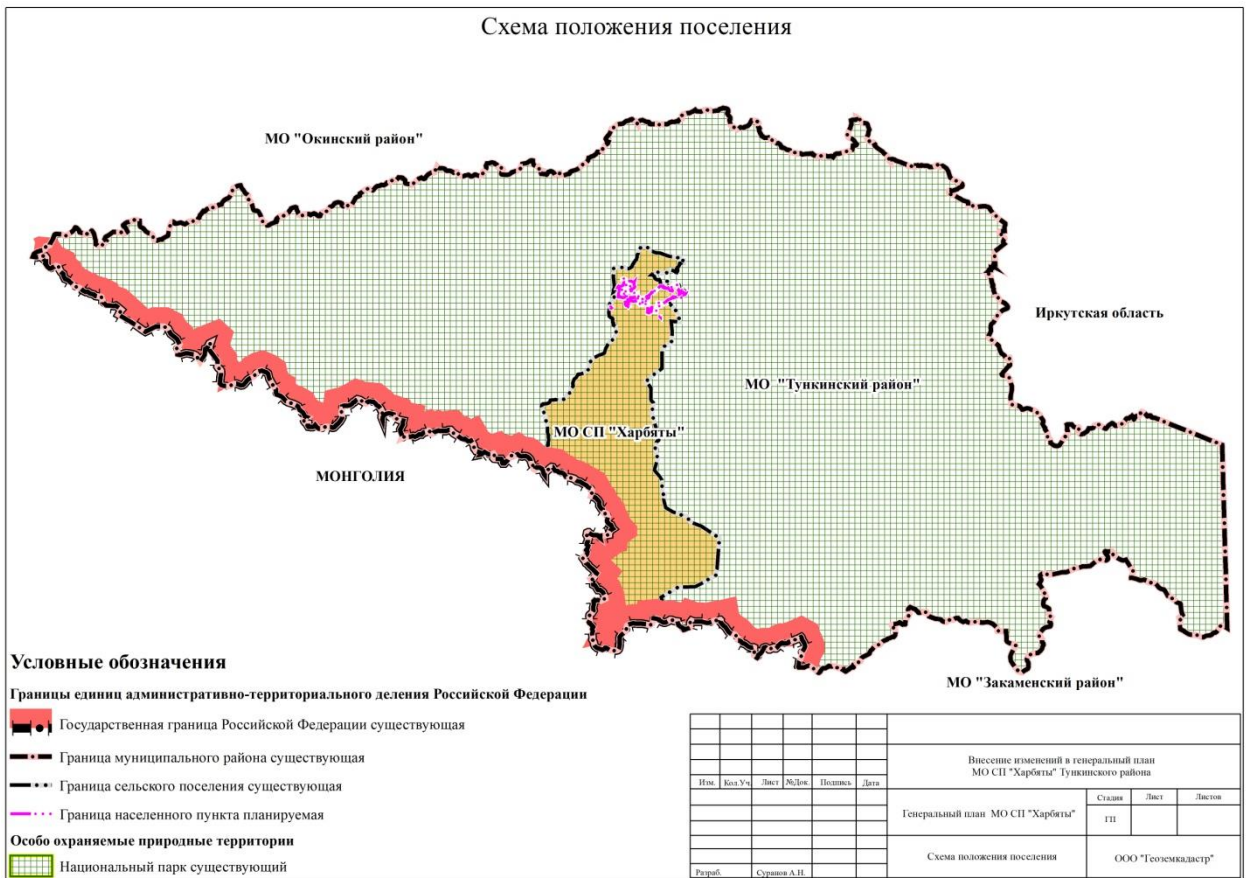 Схема положения поселения
МО "Окинский район"
Иркутская область
МО "Тункинский район"
МО СП "Харбяты"
МОНГОЛИЯ
МО "Закаменский район"
Условные обозначения
Границы единиц административно-территориального деления Российской Федерации
Государственная граница Российской Федерации существующая
Граница муниципального района существующая
Граница сельского поселения существующая
Граница населенного пункта планируемая
Особо охраняемые природные территории
Национальный парк существующий
Внесение изменений в генеральный план
МО СП "Харбяты" Тункинского района
Изм. Кол.Уч. Лист №Док. Подпись Дата
Генеральный план МО СП "Харбяты"
Стадия Лист Листов
ГП
Схема положения поселения
ООО "Геоземкадастр"
Разраб. Суранов А.Н.